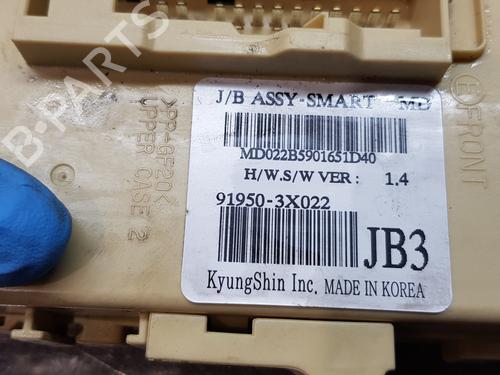 J/B ASSY-SMART MD
MD022B5901651D40
H/W.S/W VER : 1.4
91950-3X022
JB3
KyungShin Inc. MADE IN KOREA
>PP+GF20<
UPPER CASE 2
E FRONT
B-Parts